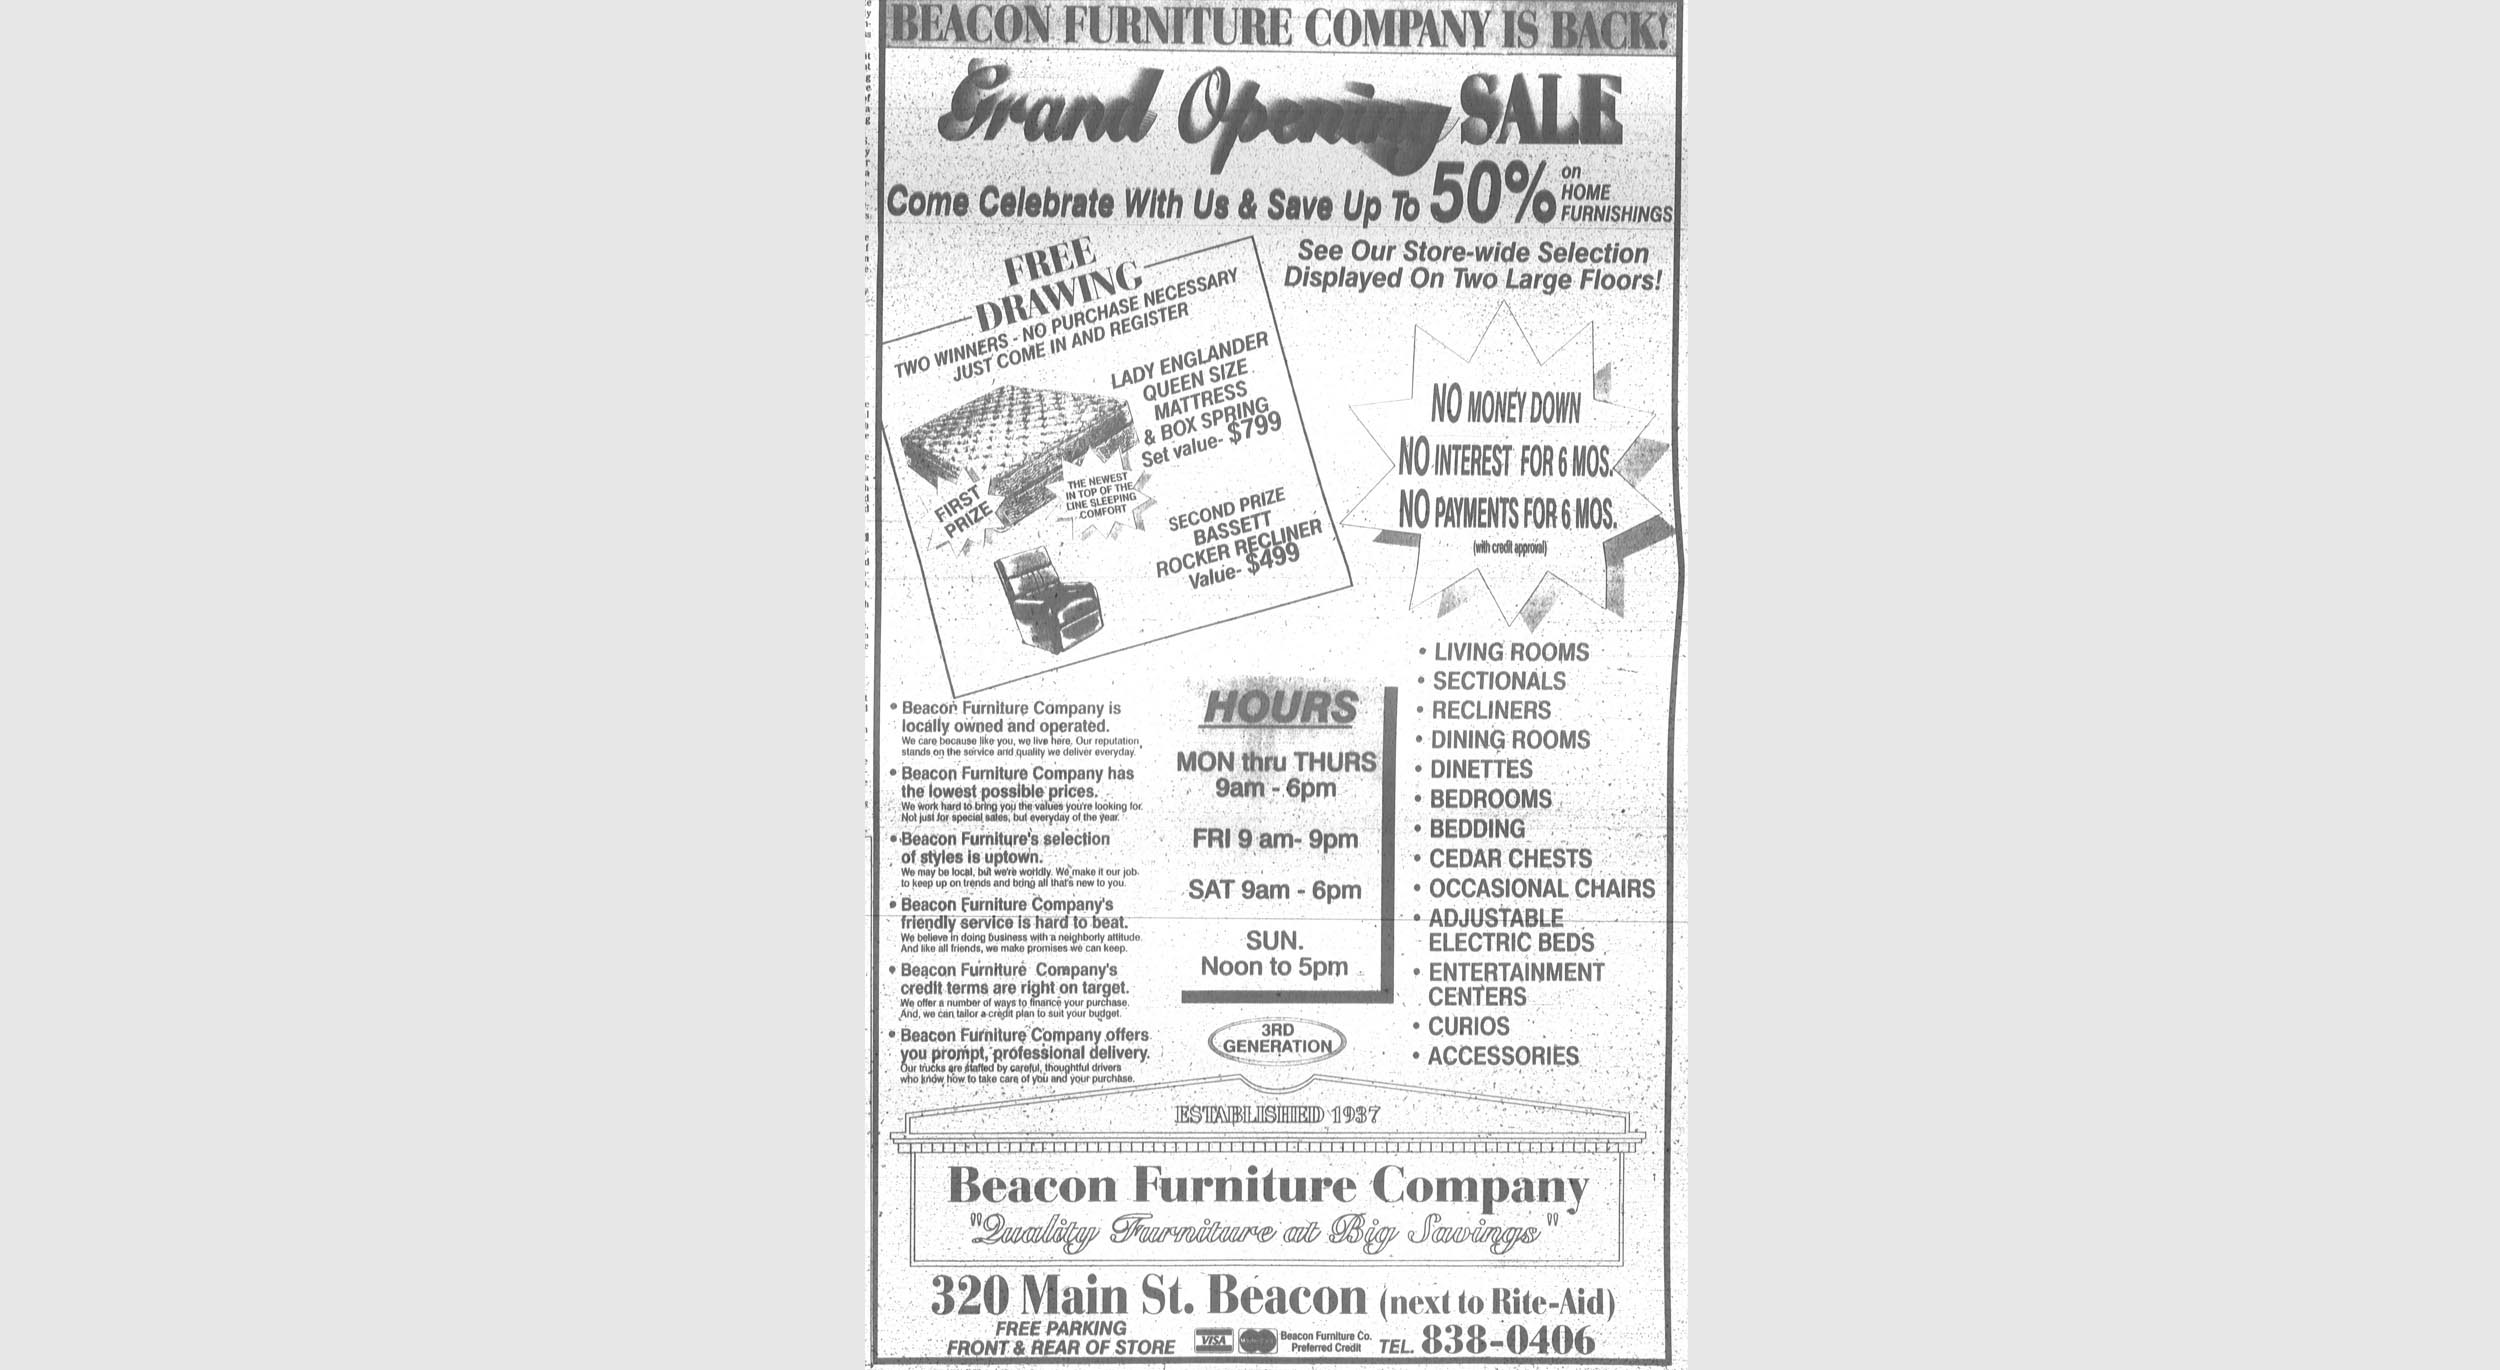 BEACON FURNITURE COMPANY IS BACK!
Grand Opening SALE
Come Celebrate With Us & Save Up To 50% on
HOME
FURNISHINGS
See Our Store-wide Selection
Displayed On Two Large Floors!
FREE
DRAWING
TWO WINNERS - NO PURCHASE NECESSARY
JUST COME IN AND REGISTER
LADY ENGLANDER
QUEEN SIZE
MATTRESS
& BOX SPRING
Set value- $799
FIRST
PRIZE
THE NEWEST
IN TOP OF THE
LINE SLEEPING
COMFORT
SECOND PRIZE
BASSETT
ROCKER RECLINER
Value- $499
NO MONEY DOWN
NO INTEREST FOR 6 MOS.
NO PAYMENTS FOR 6 MOS.
(with credit approval)
• Beacon Furniture Company is
locally owned and operated.
We care because like you, we live here. Our reputation
stands on the service and quality we deliver everyday.
• Beacon Furniture Company has
the lowest possible prices.
We work hard to bring you the values you're looking for.
Not just for special sales, but everyday of the year.
• Beacon Furniture's selection
of styles is uptown.
We may be local, but we're worldly. We make it our job
to keep up on trends and bring all that's new to you.
• Beacon Furniture Company's
friendly service is hard to beat.
We believe in doing business with a neighborly attitude.
And like all friends, we make promises we can keep.
• Beacon Furniture Company's
credit terms are right on target.
We offer a number of ways to finance your purchase.
And, we can tailor a credit plan to suit your budget.
• Beacon Furniture Company offers
you prompt, professional delivery.
Our trucks are staffed by careful, thoughtful drivers
who know how to take care of you and your purchase.
HOURS
MON thru THURS
9am - 6pm
FRI 9 am- 9pm
SAT 9am - 6pm
SUN.
Noon to 5pm
3RD
GENERATION
• LIVING ROOMS
• SECTIONALS
• RECLINERS
• DINING ROOMS
• DINETTES
• BEDROOMS
• BEDDING
• CEDAR CHESTS
• OCCASIONAL CHAIRS
• ADJUSTABLE
ELECTRIC BEDS
• ENTERTAINMENT
CENTERS
• CURIOS
• ACCESSORIES
ESTABLISHED 1937
Beacon Furniture Company
"Quality Furniture at Big Savings"
320 Main St. Beacon (next to Rite-Aid)
FREE PARKING
FRONT & REAR OF STORE
VISA
Beacon Furniture Co.
Preferred Credit
TEL. 838-0406